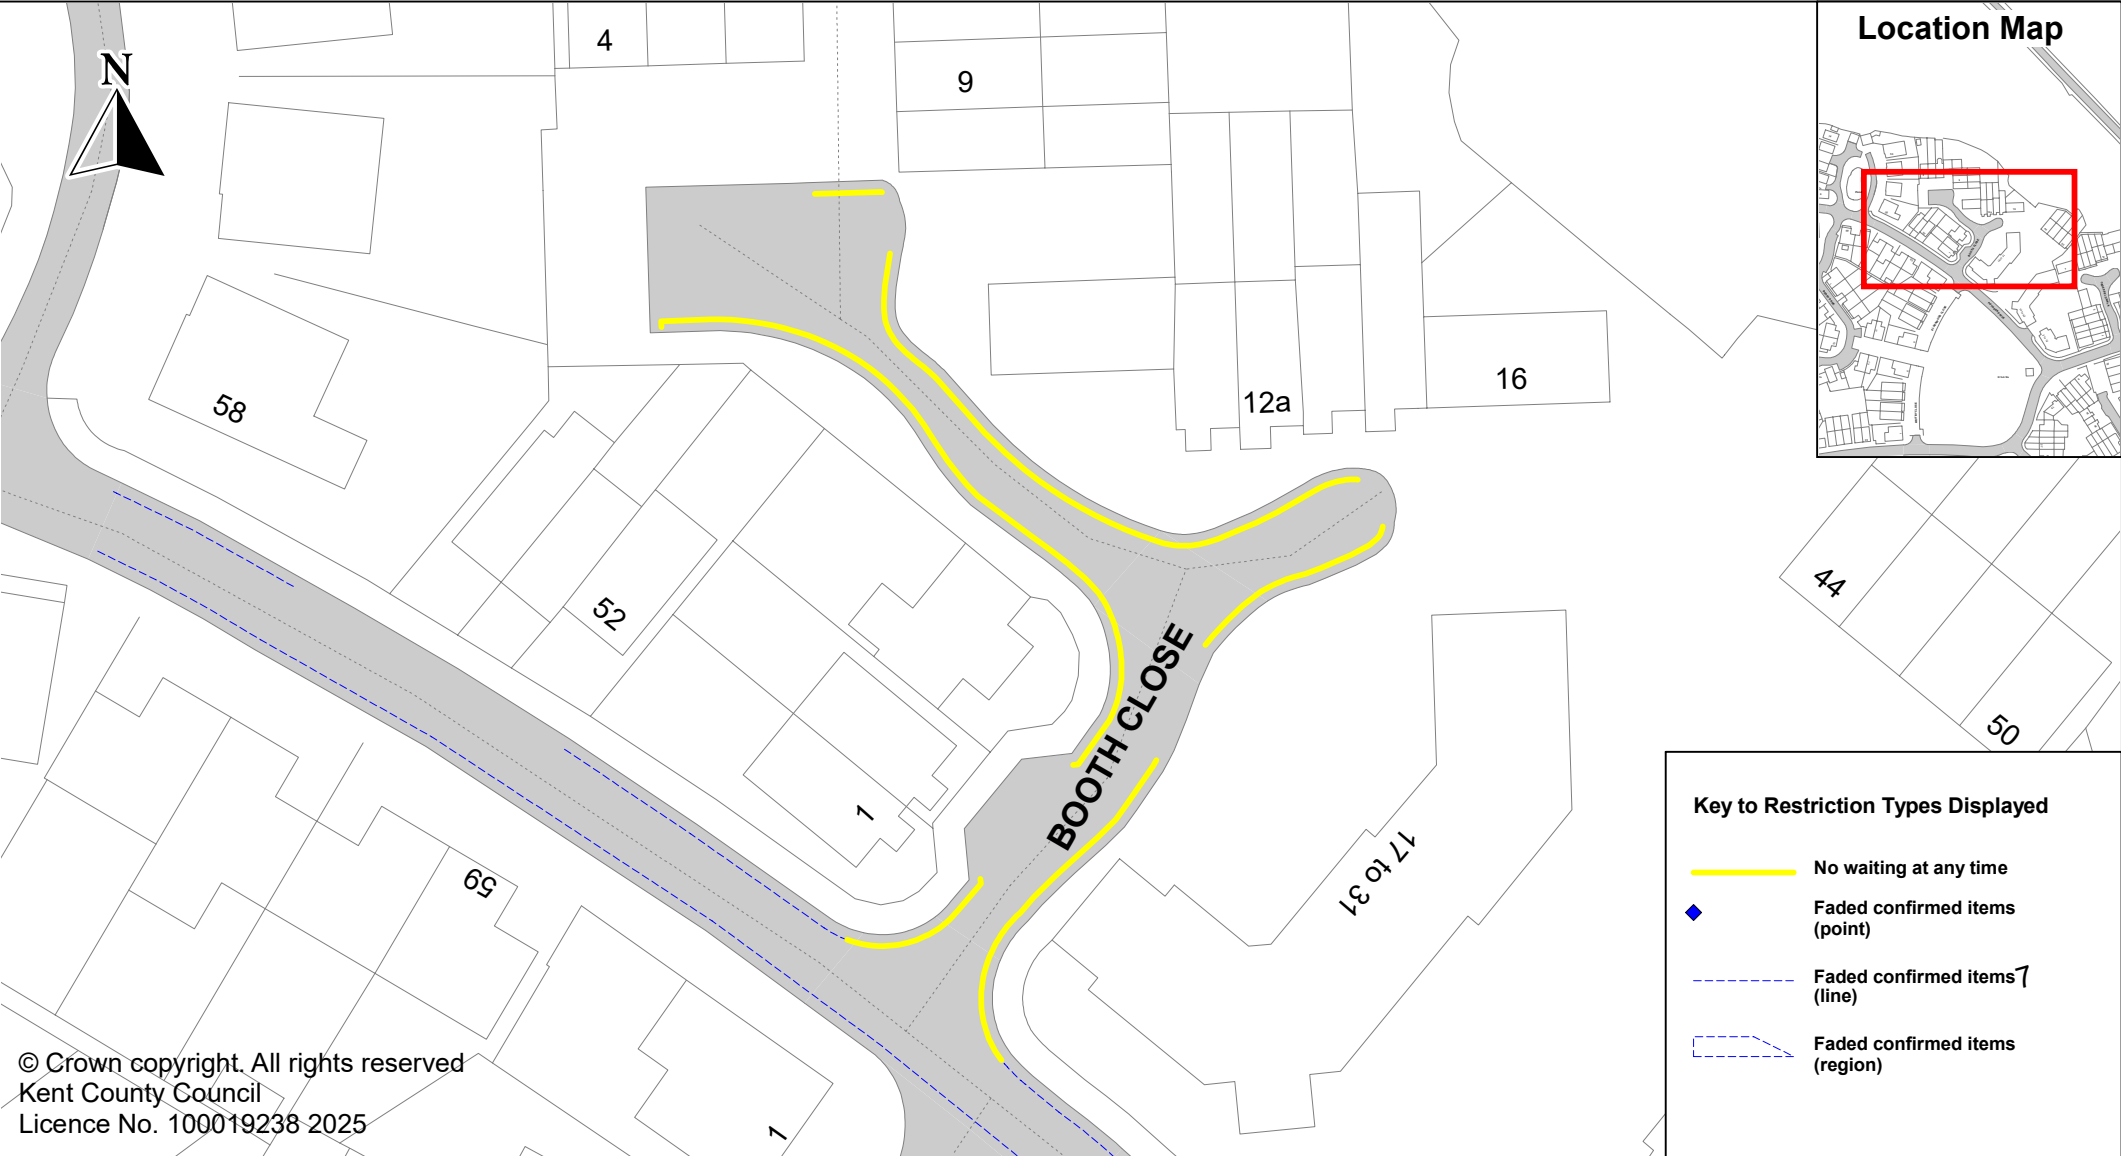 Location Map
N
4
9
58
12a
16
52
44
50
BOOTH CLOSE
1
17 to 31
59
1
Key to Restriction Types Displayed
No waiting at any time
Faded confirmed items
(point)
Faded confirmed items
(line)
7
Faded confirmed items
(region)
© Crown copyright. All rights reserved
Kent County Council
Licence No. 100019238 2025